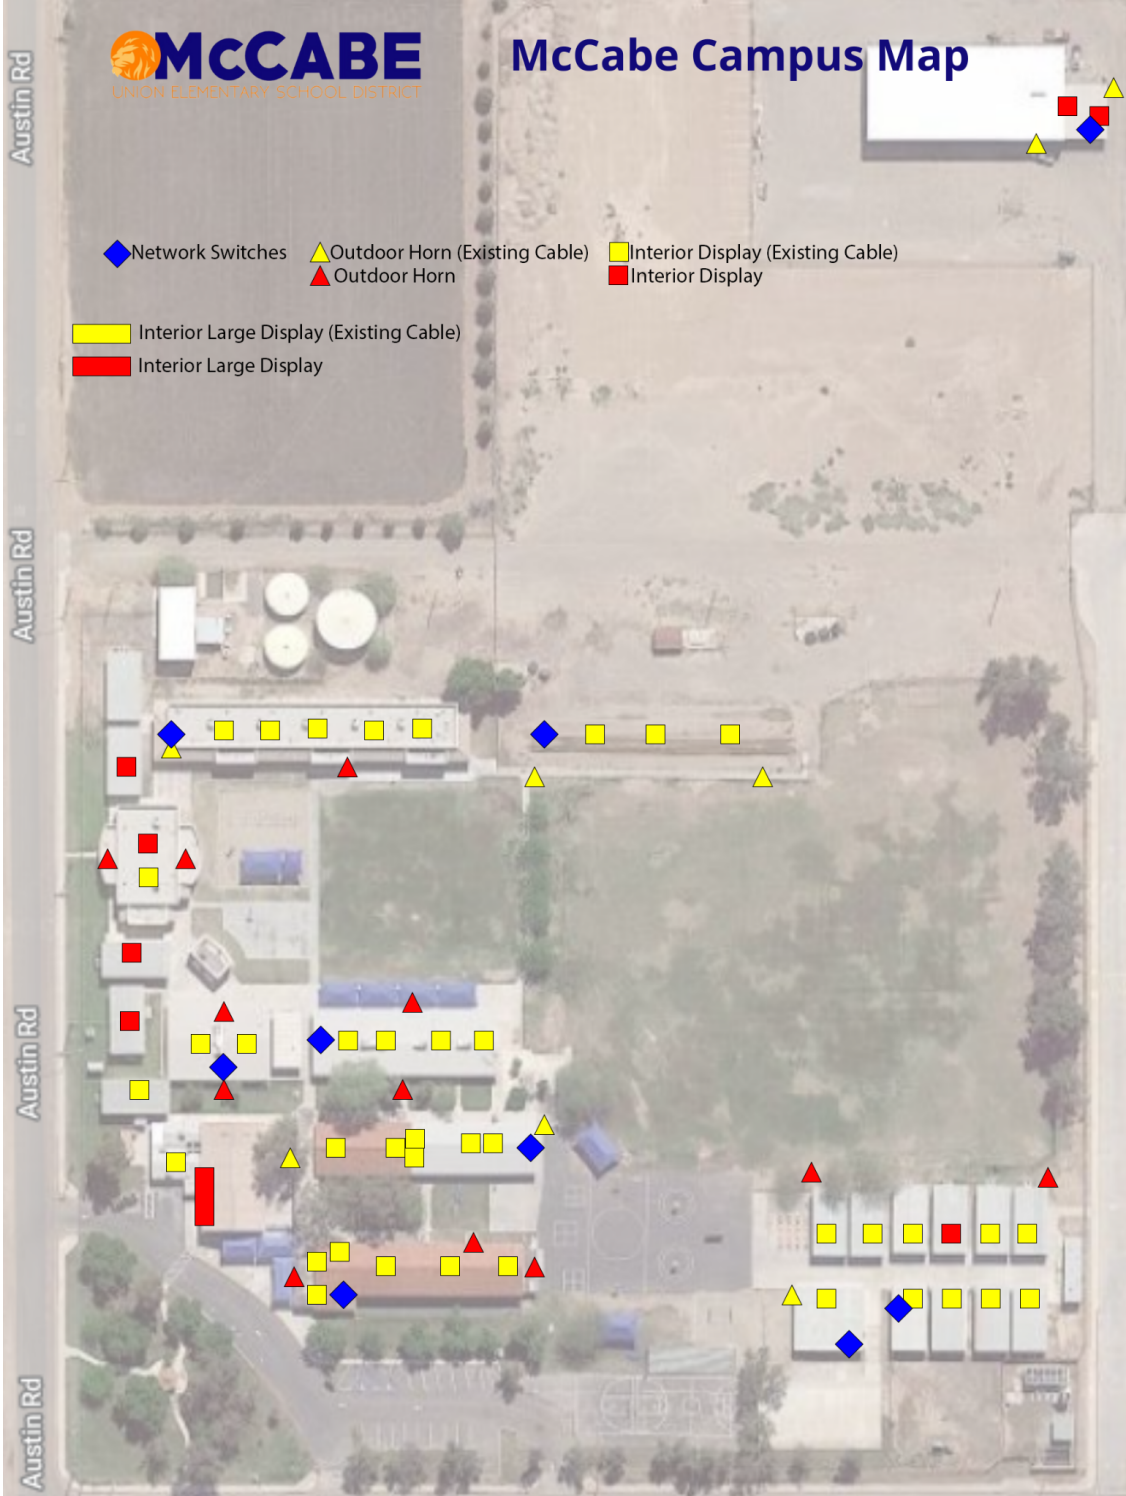 McCABE
UNION ELEMENTARY SCHOOL DISTRICT
McCabe Campus Map
Austin Rd
Network Switches
Outdoor Horn (Existing Cable)
Interior Display (Existing Cable)
Outdoor Horn
Interior Display
Interior Large Display (Existing Cable)
Interior Large Display
Austin Rd
Austin Rd
Austin Rd